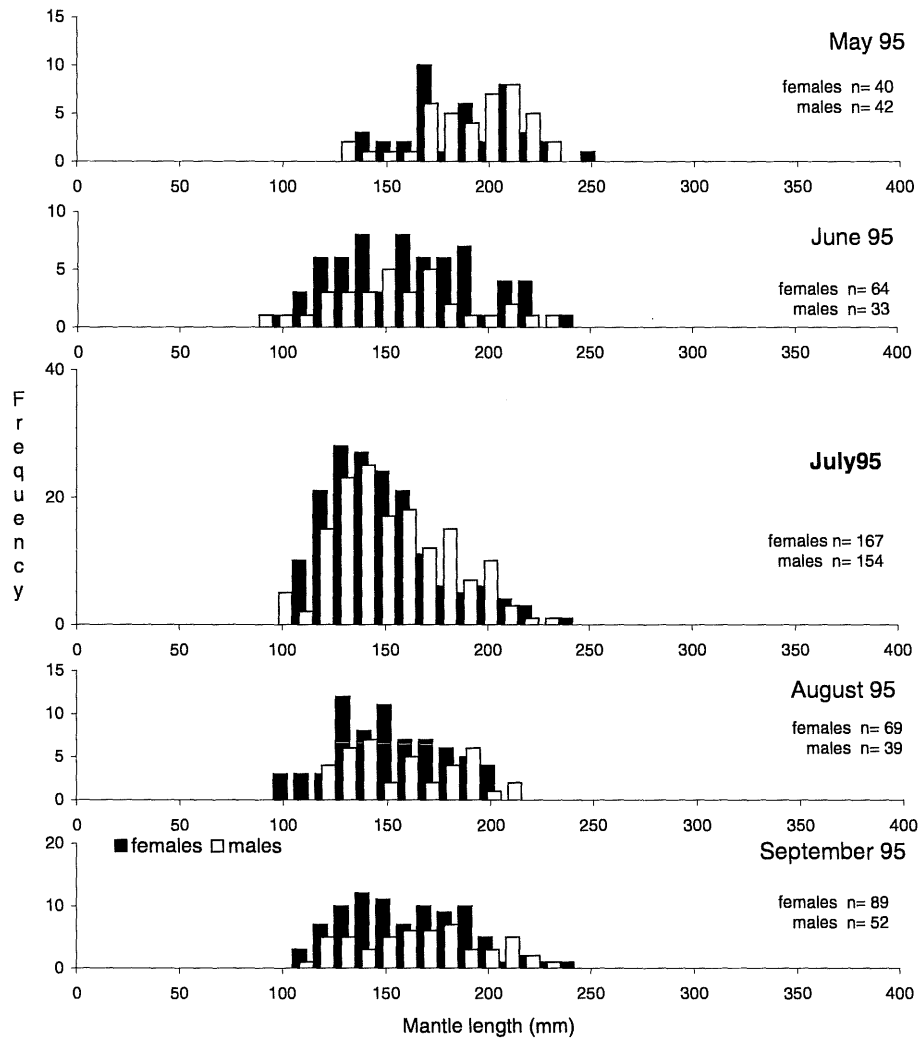 15
10
5
0
0 50 100 150 200 250 300 350 400
May 95
females n= 40
males n= 42
10
5
0
0 50 100 150 200 250 300 350 400
June 95
females n= 64
males n= 33
Frequency
40
20
0
0 50 100 150 200 250 300 350 400
July95
females n= 167
males n= 154
15
10
5
0
0 50 100 150 200 250 300 350 400
August 95
females n= 69
males n= 39
20
10
0
0 50 100 150 200 250 300 350 400
females males
September 95
females n= 89
males n= 52
Mantle length (mm)